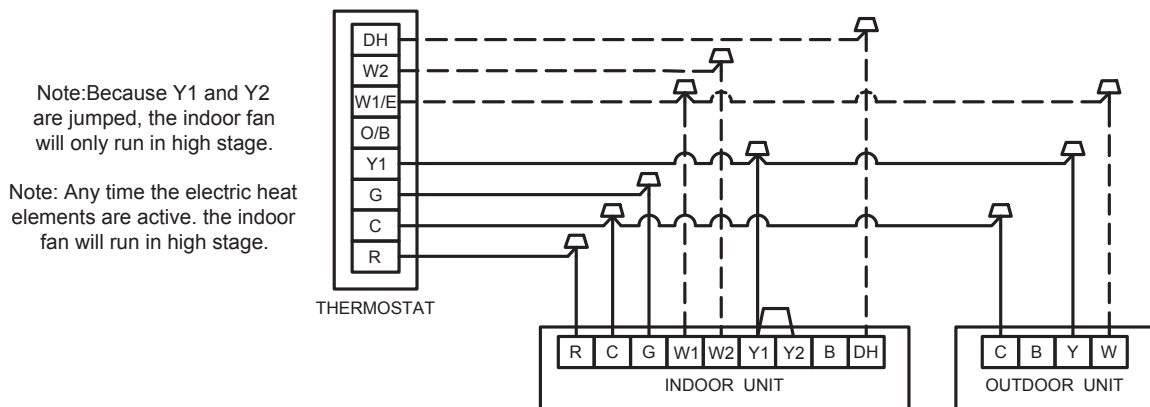 Note:Because Y1 and Y2
are jumped, the indoor fan
will only run in high stage.
Note: Any time the electric heat
elements are active. the indoor
fan will run in high stage.
DH
W2
W1/E
O/B
Y1
G
C
R
THERMOSTAT
R C G W1 W2 Y1 Y2 B DH
INDOOR UNIT
C B Y W
OUTDOOR UNIT